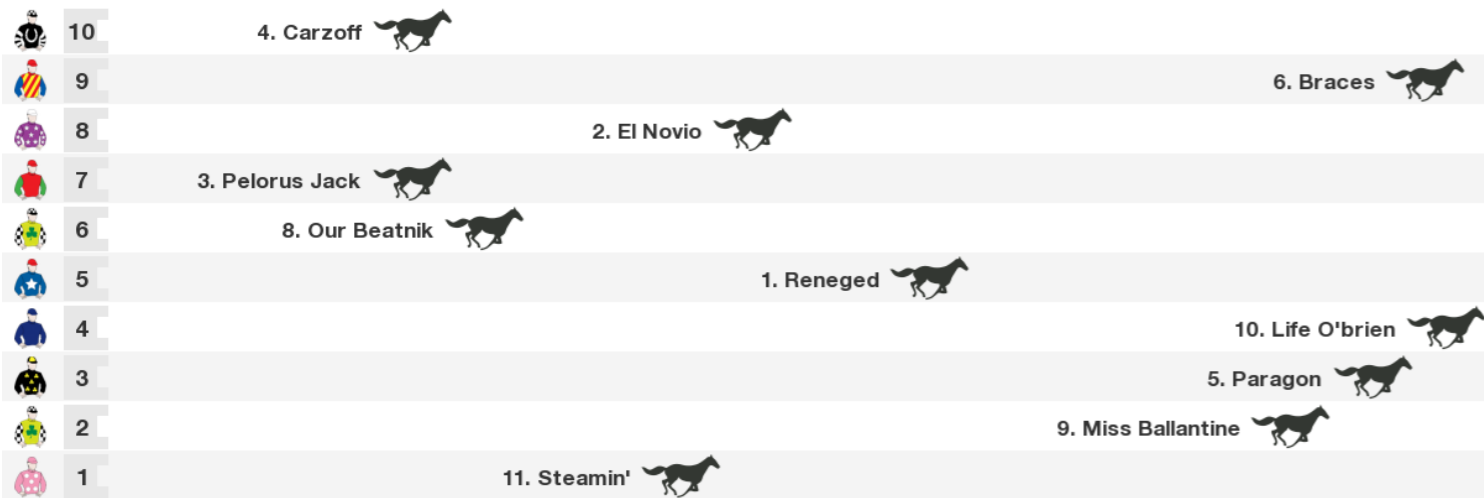 10 4. Carzoff
9 6. Braces
8 2. El Novio
7 3. Pelorus Jack
6 8. Our Beatnik
5 1. Reneged
4 10. Life O'brien
3 5. Paragon
2 9. Miss Ballantine
1 11. Steamin'